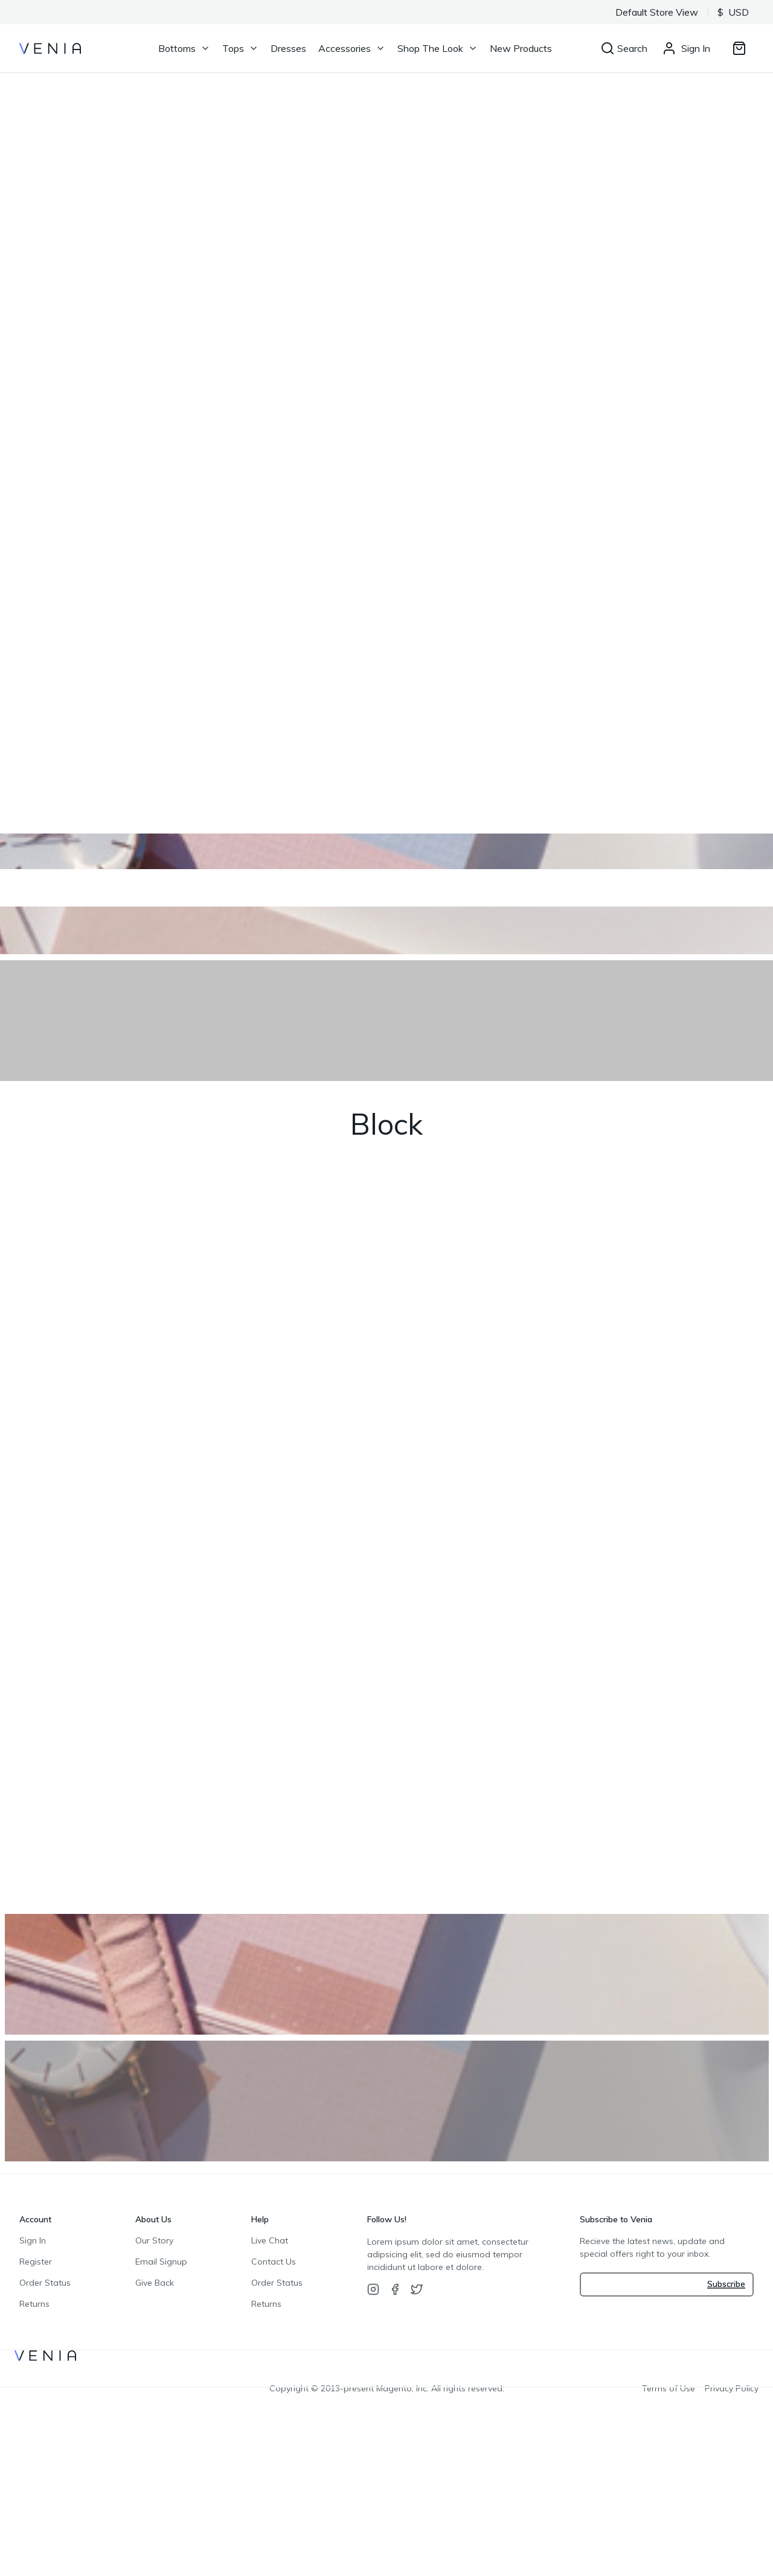 Default Store View
$ USD
VENIA
Bottoms
Tops
Dresses
Accessories
Shop The Look
New Products
Search
Sign In
Block
Account
Sign In
Register
Order Status
Returns
About Us
Our Story
Email Signup
Give Back
Help
Live Chat
Contact Us
Order Status
Returns
Follow Us!
Lorem ipsum dolor sit amet, consectetur
adipiscing elit, sed do eiusmod tempor
incididunt ut labore et dolore.
Subscribe to Venia
Recieve the latest news, update and
special offers right to your inbox.
Subscribe
VENIA
Copyright © 2013-present Magento, Inc. All rights reserved.
Terms of Use
Privacy Policy